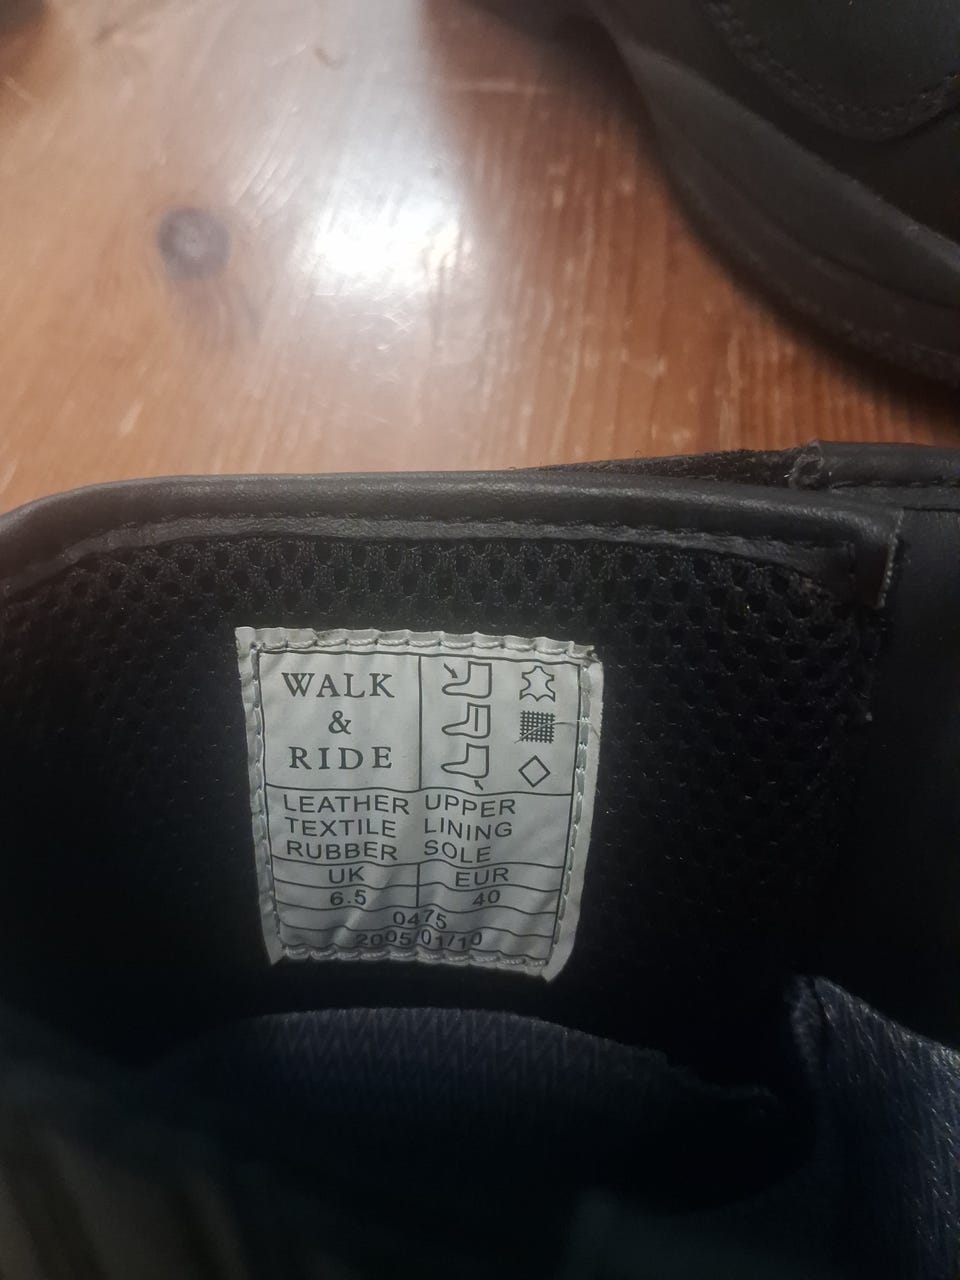 WALK
&
RIDE
LEATHER UPPER
TEXTILE LINING
RUBBER SOLE
UK EUR
6.5 40
0475
2005/01/10